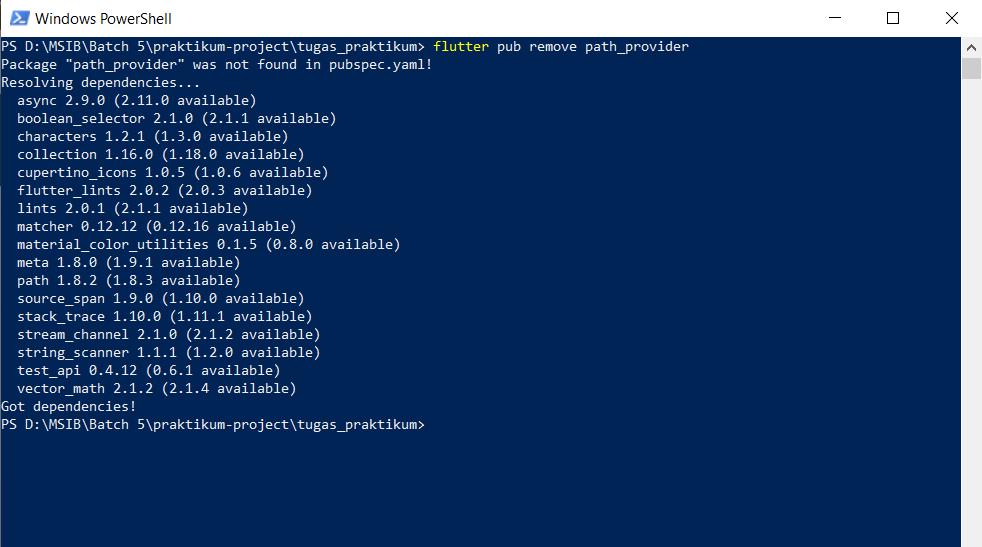 Windows PowerShell
PS D:\MSIB\Batch 5\praktikum-project\tugas_praktikum> flutter pub remove path_provider
Package "path_provider" was not found in pubspec.yaml!
Resolving dependencies...
  async 2.9.0 (2.11.0 available)
  boolean_selector 2.1.0 (2.1.1 available)
  characters 1.2.1 (1.3.0 available)
  collection 1.16.0 (1.18.0 available)
  cupertino_icons 1.0.5 (1.0.6 available)
  flutter_lints 2.0.2 (2.0.3 available)
  lints 2.0.1 (2.1.1 available)
  matcher 0.12.12 (0.12.16 available)
  material_color_utilities 0.1.5 (0.8.0 available)
  meta 1.8.0 (1.9.1 available)
  path 1.8.2 (1.8.3 available)
  source_span 1.9.0 (1.10.0 available)
  stack_trace 1.10.0 (1.11.1 available)
  stream_channel 2.1.0 (2.1.2 available)
  string_scanner 1.1.1 (1.2.0 available)
  test_api 0.4.12 (0.6.1 available)
  vector_math 2.1.2 (2.1.4 available)
Got dependencies!
PS D:\MSIB\Batch 5\praktikum-project\tugas_praktikum>